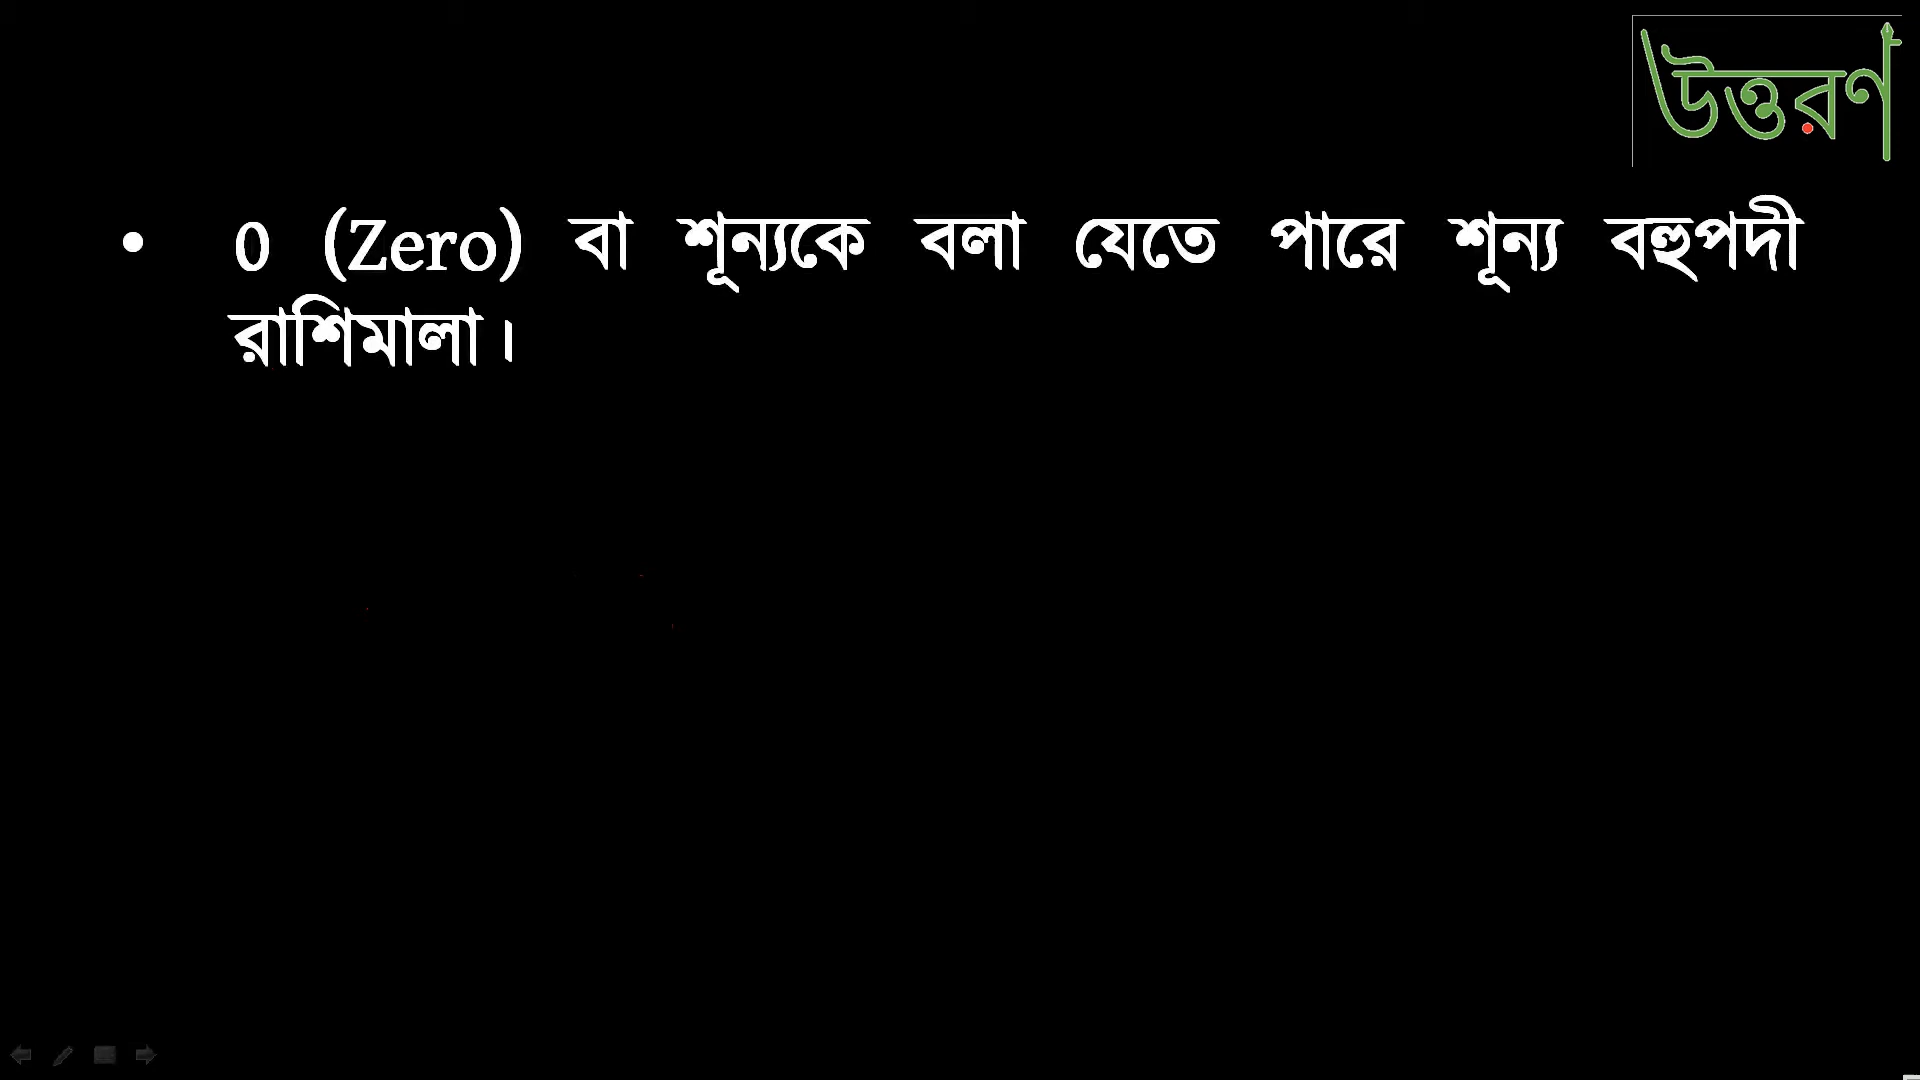 উত্তরণ
• 0 (Zero) বা শূন্যকে বলা যেতে পারে শূন্য বহুপদী
রাশিমালা।